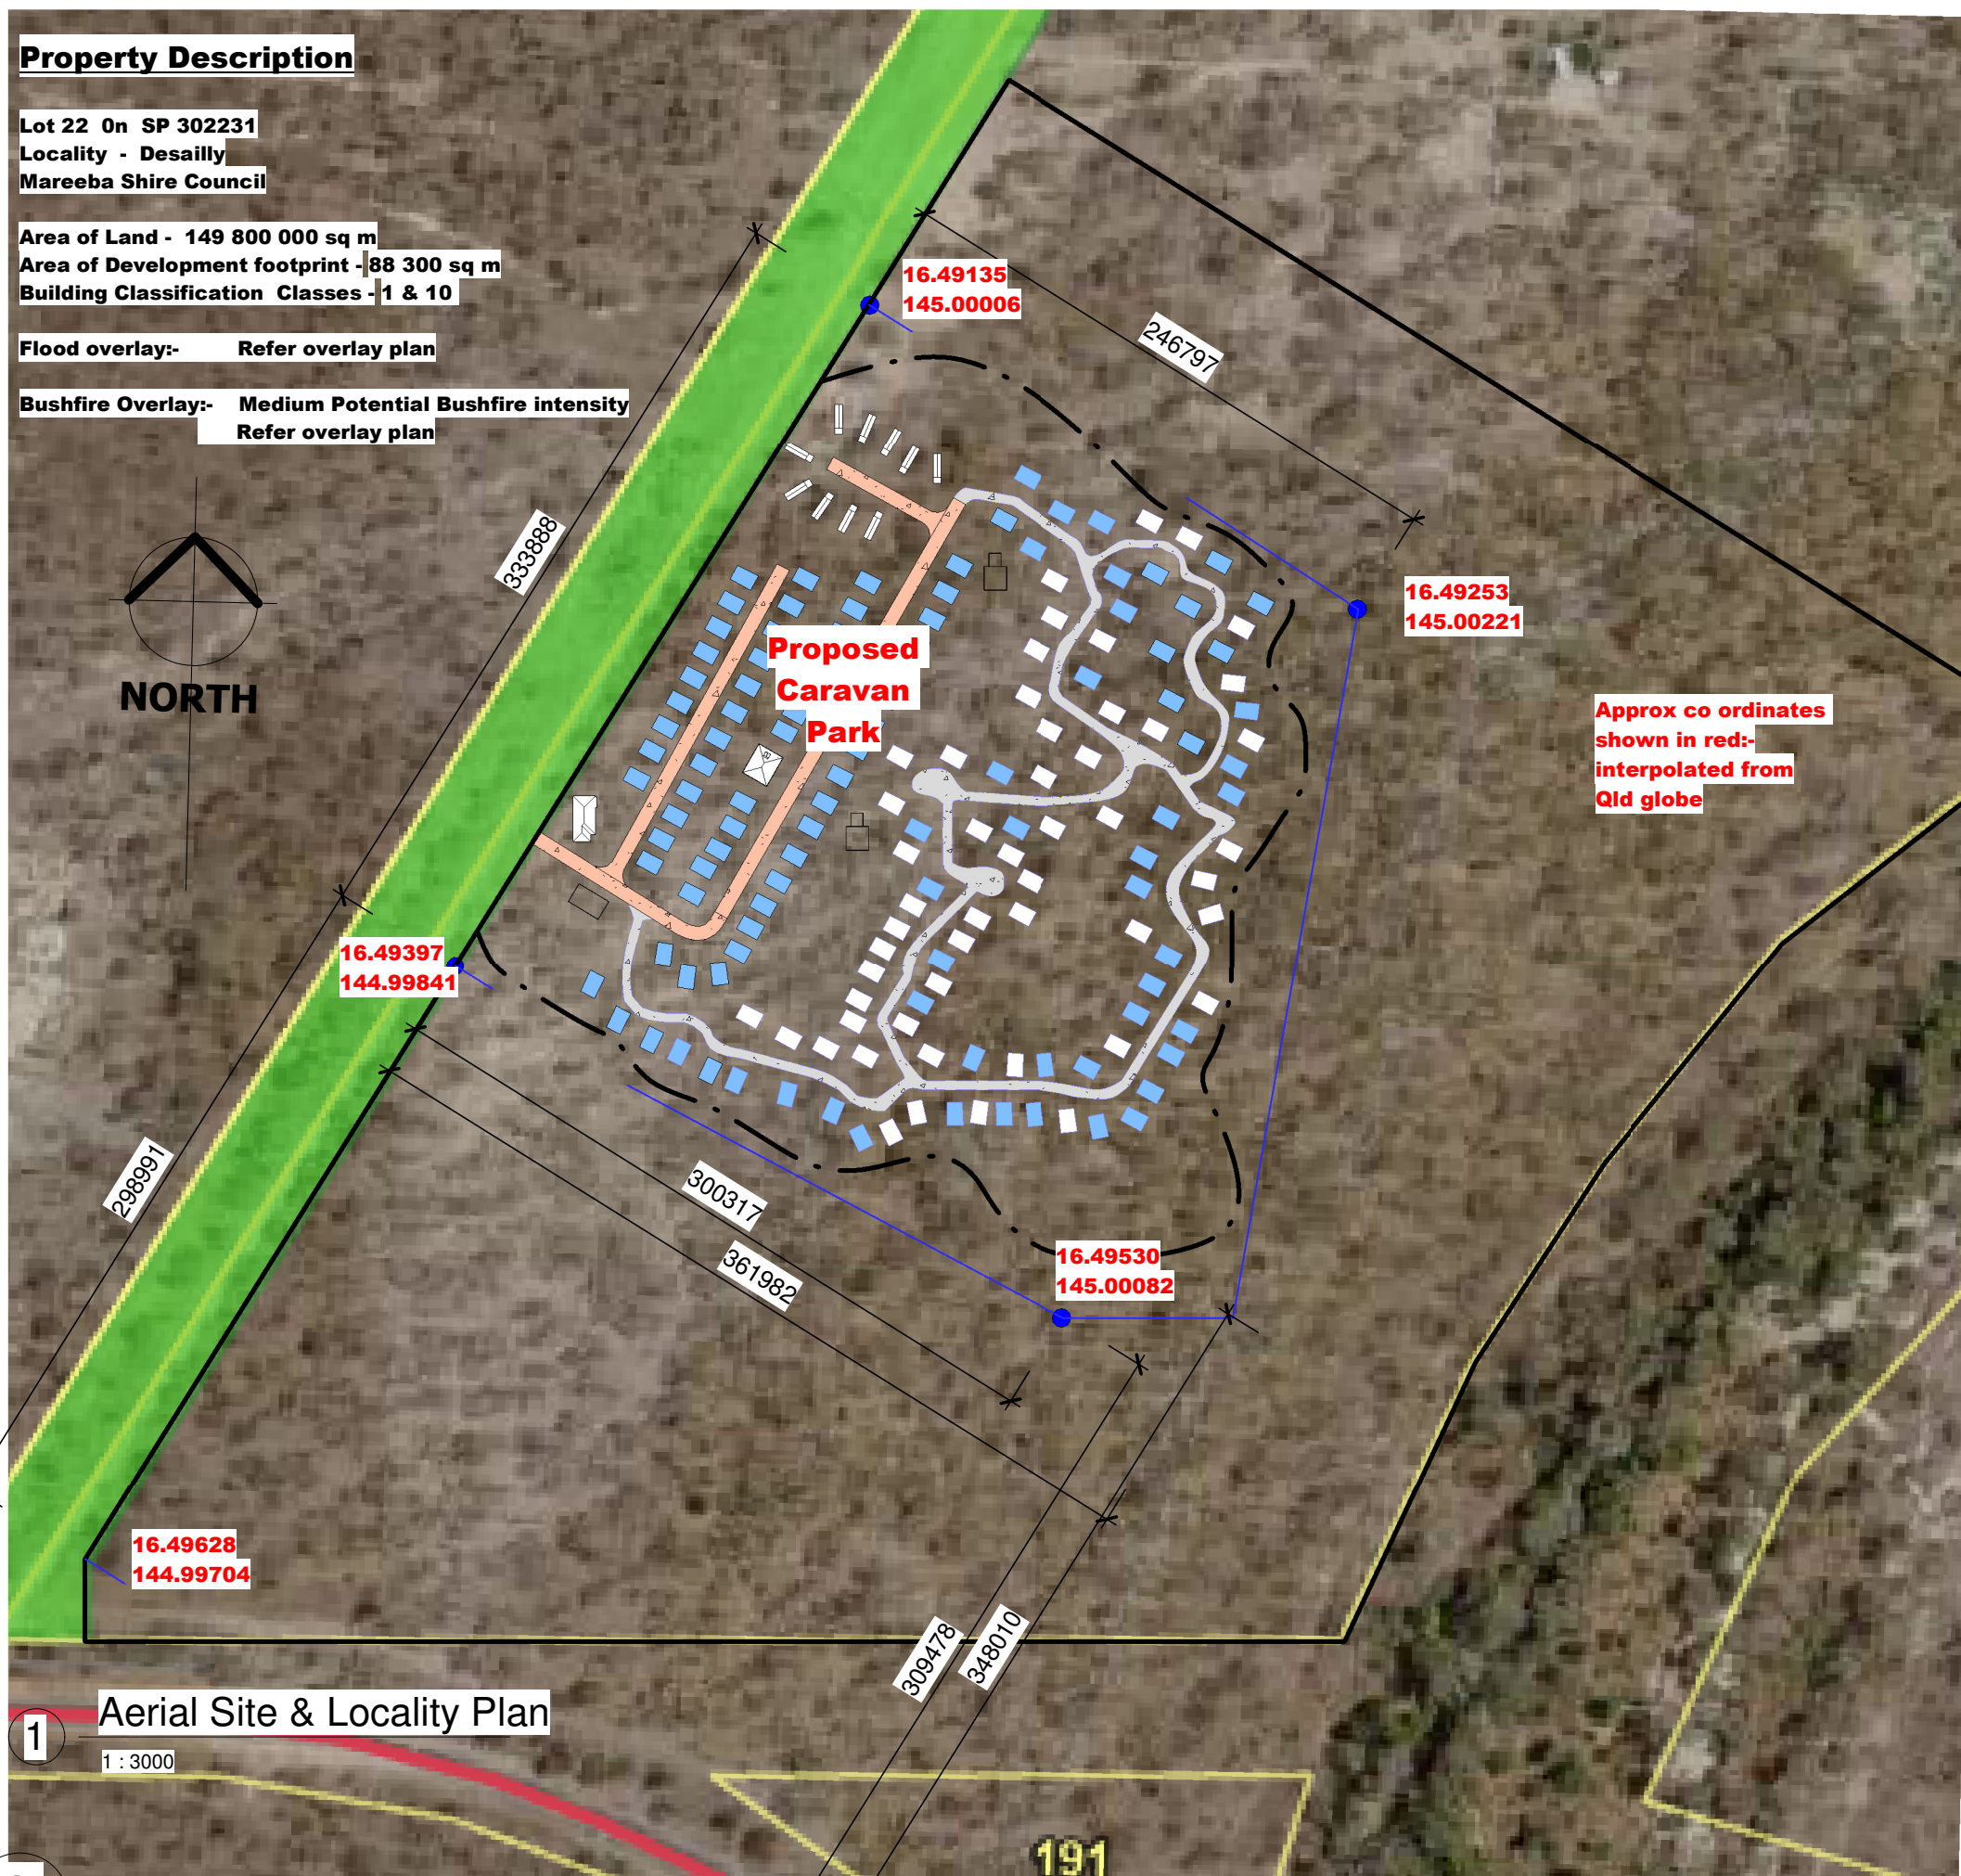 Property Description
Lot 22  0n  SP 302231
Locality  -  Desailly
Mareeba Shire Council
Area of Land -  149 800 000 sq m
Area of Development footprint - 88 300 sq m
Building Classification  Classes - 1 & 10
Flood overlay:-  Refer overlay plan
Bushfire Overlay:-  Medium Potential Bushfire intensity
Refer overlay plan
16.49135
145.00006
246797
333888
NORTH
16.49253
145.00221
Proposed
Caravan
Park
Approx co ordinates
shown in red:-
interpolated from
Qld globe
16.49397
144.99841
298991
300317
361982
16.49530
145.00082
16.49628
144.99704
309478
348010
1
Aerial Site & Locality Plan
1 : 3000
191